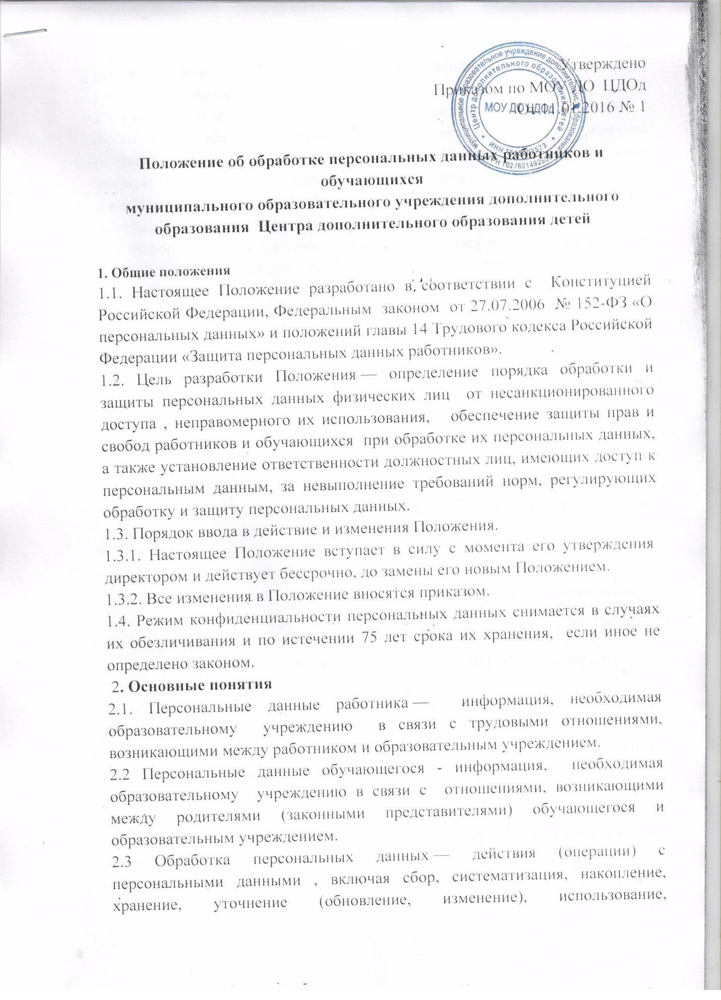 Утверждено
Приказом по МОУ ДО ЦДОд
От 11.01.2016 № 1
муниципальное образовательное учреждение дополнительного образования
Центр дополнительного образования детей
МОУ ДО ЦДОд
Положение об обработке персональных данных работников и
обучающихся
муниципального образовательного учреждения дополнительного
образования Центра дополнительного образования детей
1. Общие положения
1.1. Настоящее Положение разработано в соответствии с Конституцией
Российской Федерации, Федеральным законом от 27.07.2006 № 152-ФЗ «О
персональных данных» и положений главы 14 Трудового кодекса Российской
Федерации «Защита персональных данных работников».
1.2. Цель разработки Положения — определение порядка обработки и
защиты персональных данных физических лиц от несанкционированного
доступа , неправомерного их использования, обеспечение защиты прав и
свобод работников и обучающихся при обработке их персональных данных,
а также установление ответственности должностных лиц, имеющих доступ к
персональным данным, за невыполнение требований норм, регулирующих
обработку и защиту персональных данных.
1.3. Порядок ввода в действие и изменения Положения.
1.3.1. Настоящее Положение вступает в силу с момента его утверждения
директором и действует бессрочно, до замены его новым Положением.
1.3.2. Все изменения в Положение вносятся приказом.
1.4. Режим конфиденциальности персональных данных снимается в случаях
их обезличивания и по истечении 75 лет срока их хранения, если иное не
определено законом.
2. Основные понятия
2.1. Персональные данные работника — информация, необходимая
образовательному учреждению в связи с трудовыми отношениями,
возникающими между работником и образовательным учреждением.
2.2 Персональные данные обучающегося - информация, необходимая
образовательному учреждению в связи с отношениями, возникающими
между родителями (законными представителями) обучающегося и
образовательным учреждением.
2.3 Обработка персональных данных — действия (операции) с
персональными данными , включая сбор, систематизация, накопление,
хранение, уточнение (обновление, изменение), использование,